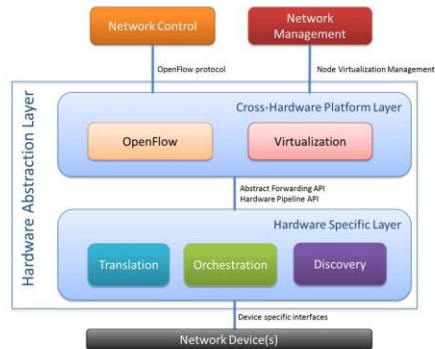 Network Control
Network
Management
OpenFlow protocol
Node Virtualization Management
Hardware Abstraction Layer
Cross-Hardware Platform Layer
OpenFlow
Virtualization
Abstract Forwarding API
Hardware Pipeline API
Hardware Specific Layer
Translation
Orchestration
Discovery
Device specific interfaces
Network Device(s)